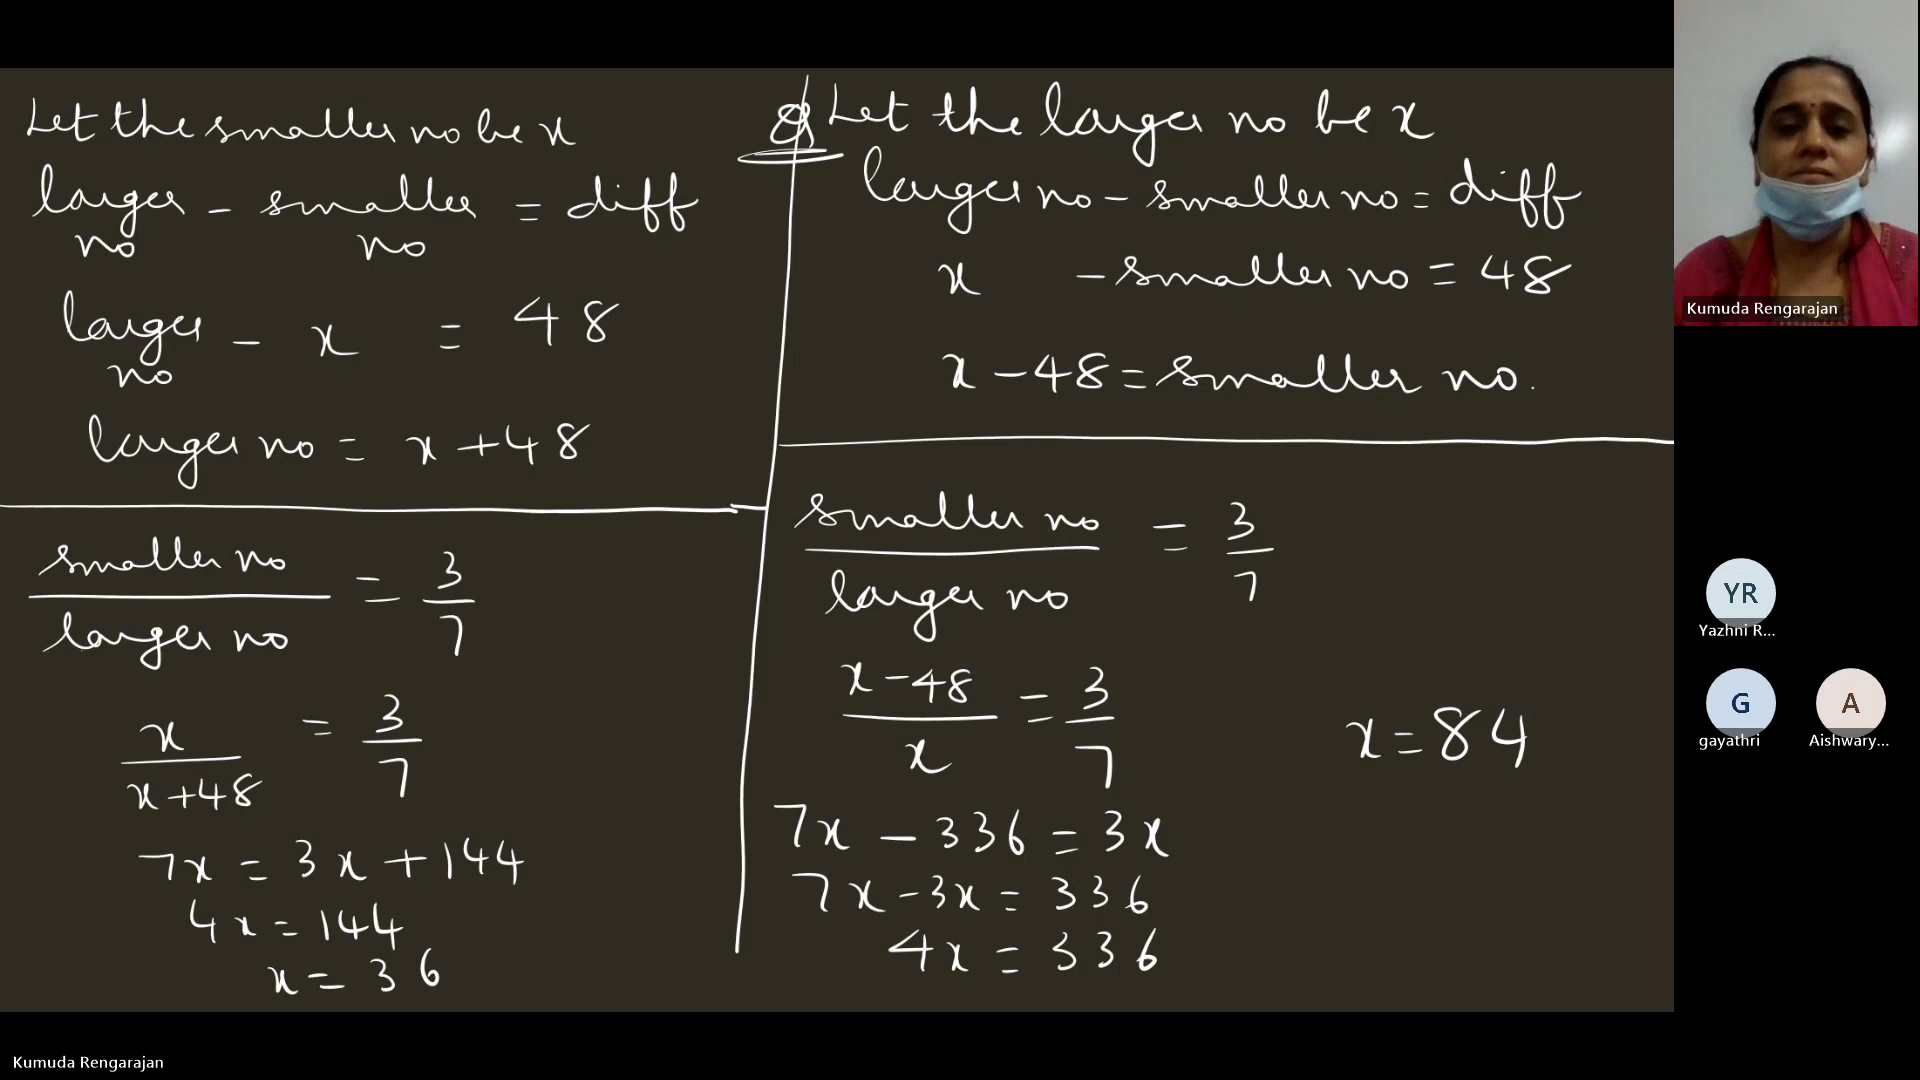 Let the smaller no be x
larger no - smaller no = diff
larger no - x = 48
larger no = x + 48
smaller no / larger no = 3/7
x / x+48 = 3/7
7x = 3x + 144
4x = 144
x = 36
Let the larger no be x
larger no - smaller no = diff
x - smaller no = 48
x - 48 = smaller no.
smaller no / larger no = 3/7
x - 48 / x = 3/7
7x - 336 = 3x
7x - 3x = 336
4x = 336
x = 84
Kumuda Rengarajan
YR
Yazhni R...
G
gayathri
A
Aishwary...
Kumuda Rengarajan